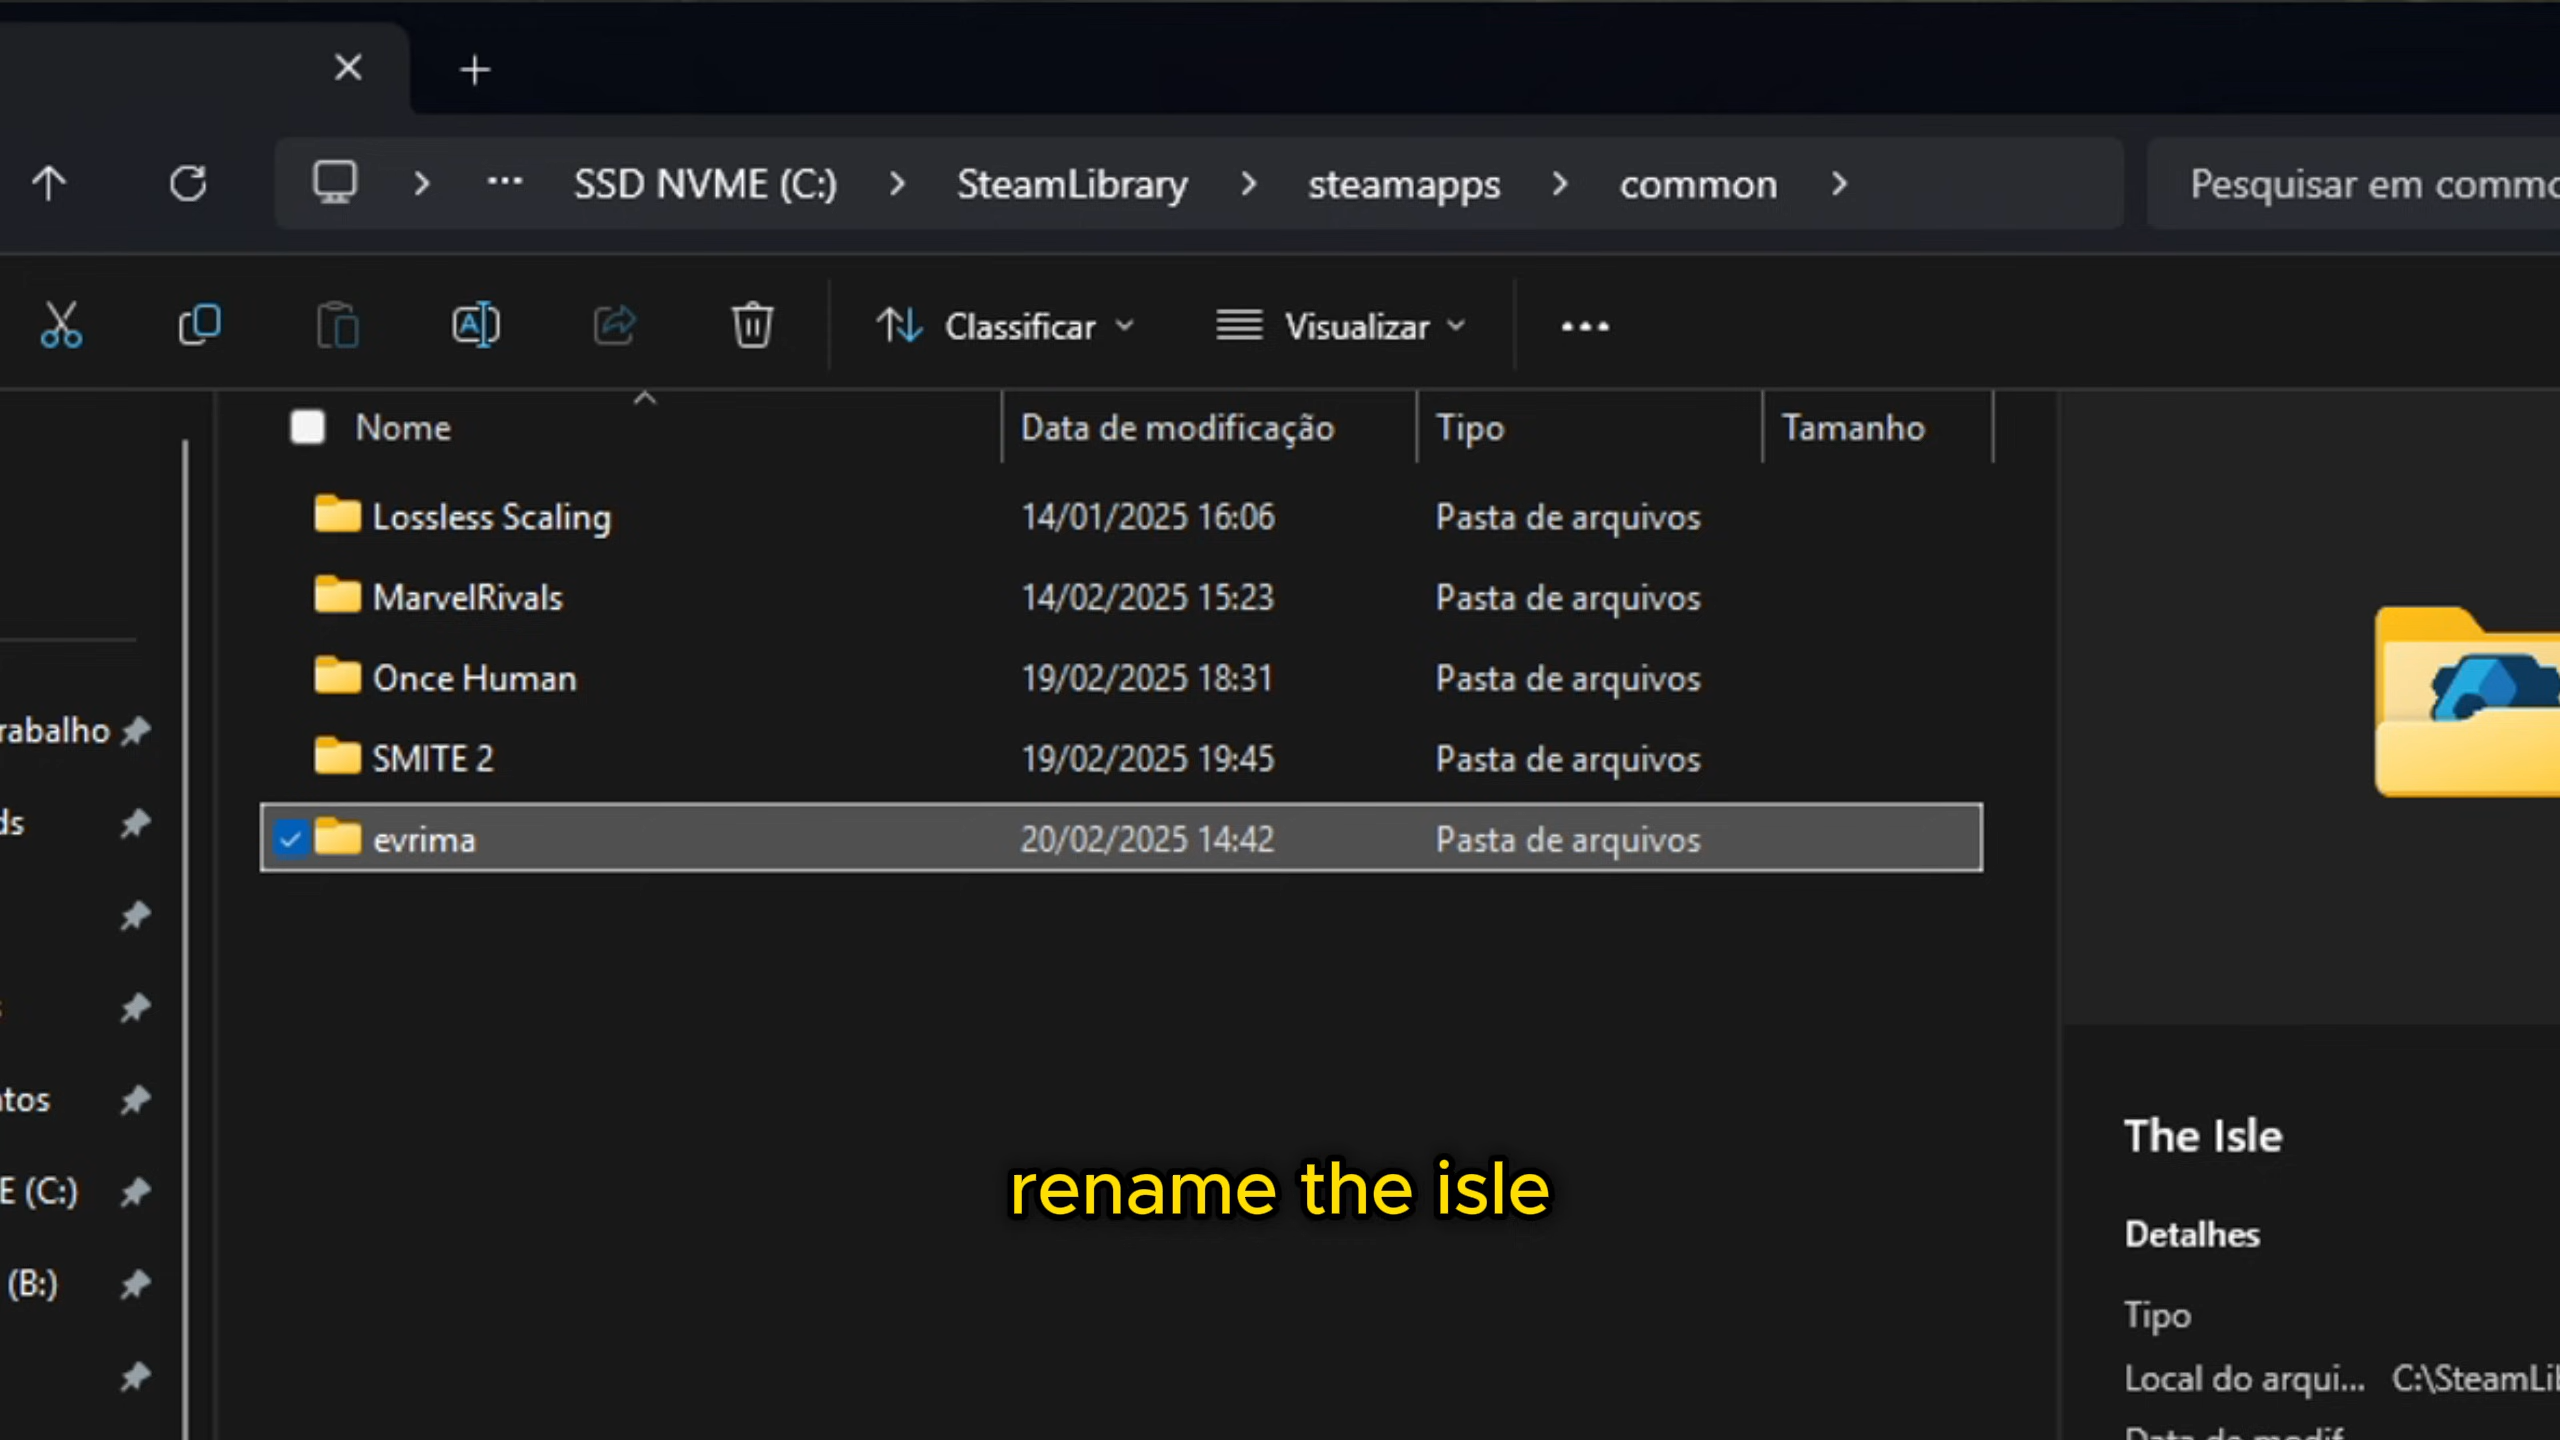 SSD NVME (C:) > SteamLibrary > steamapps > common >
Pesquisar em commo
Classificar
Visualizar
Nome Data de modificação Tipo Tamanho
Lossless Scaling 14/01/2025 16:06 Pasta de arquivos
MarvelRivals 14/02/2025 15:23 Pasta de arquivos
Once Human 19/02/2025 18:31 Pasta de arquivos
SMITE 2 19/02/2025 19:45 Pasta de arquivos
evrima 20/02/2025 14:42 Pasta de arquivos
rabalho
ds
s
ntos
E (C:)
(B:)
rename the isle
The Isle
Detalhes
Tipo
Local do arqui... C:\SteamLib